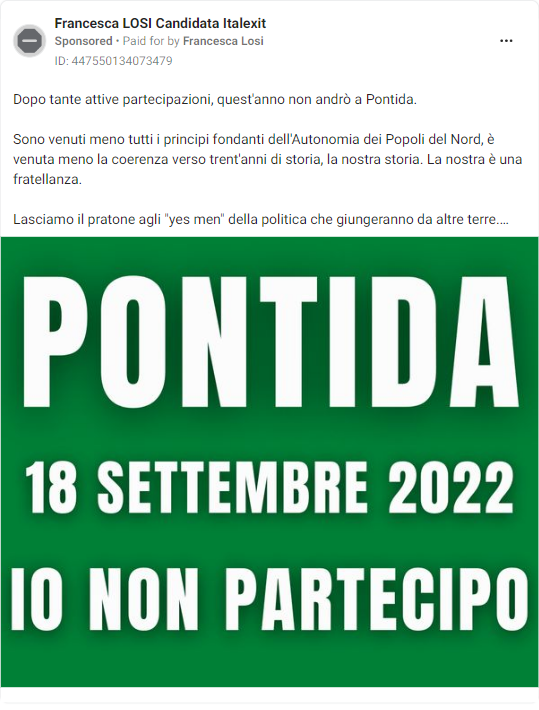 Francesca LOSI Candidata Italexit
Sponsored • Paid for by Francesca Losi
ID: 447550134073479
Dopo tante attive partecipazioni, quest'anno non andrò a Pontida.
Sono venuti meno tutti i principi fondanti dell'Autonomia dei Popoli del Nord, è
venuta meno la coerenza verso trent'anni di storia, la nostra storia. La nostra è una
fratellanza.
Lasciamo il pratone agli "yes men" della politica che giungeranno da altre terre....
PONTIDA
18 SETTEMBRE 2022
IO NON PARTECIPO